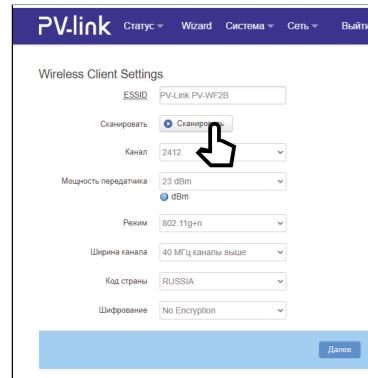 PV-link Статус Wizard Система Сеть Выйти
Wireless Client Settings
ESSID PV-Link PV-WF2B
Сканировать Сканировать
Канал 2412
Мощность передатчика 23 dBm
dBm
Режим 802.11g+n
Ширина канала 40 МГц каналы выше
Код страны RUSSIA
Шифрование No Encryption
Далее